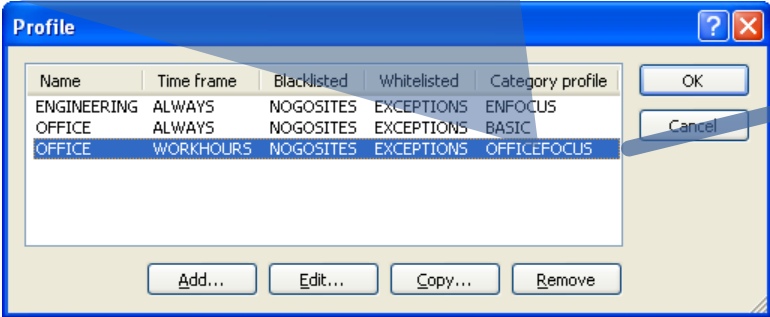 Profile
Name Time frame Blacklisted Whitelisted Category profile
ENGINEERING ALWAYS NOGOSITES EXCEPTIONS ENFOCUS
OFFICE ALWAYS NOGOSITES EXCEPTIONS BASIC
OFFICE WORKHOURS NOGOSITES EXCEPTIONS OFFICEFOCUS
OK
Cancel
Add... Edit... Copy... Remove